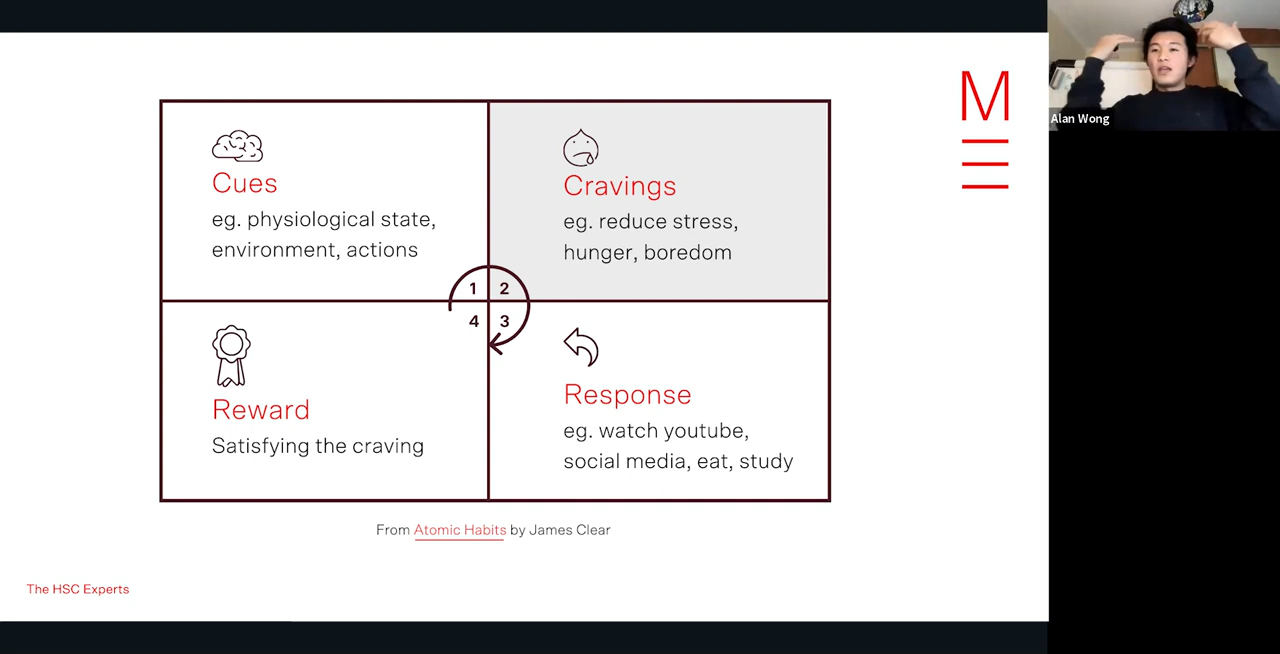 M
Alan Wong
Cues
eg. physiological state,
environment, actions
Cravings
eg. reduce stress,
hunger, boredom
1 2
4 3
Reward
Satisfying the craving
Response
eg. watch youtube,
social media, eat, study
From Atomic Habits by James Clear
The HSC Experts